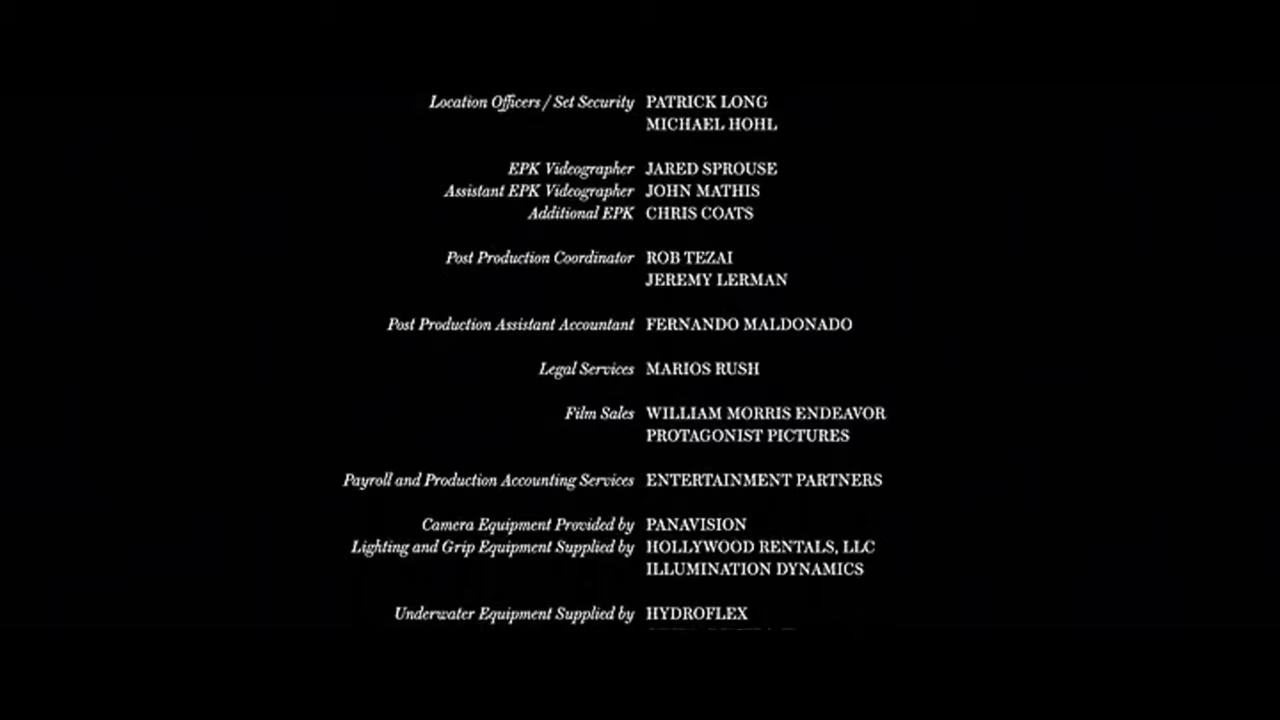 Location Officers / Set Security PATRICK LONG
MICHAEL HOHL
EPK Videographer JARED SPROUSE
Assistant EPK Videographer JOHN MATHIS
Additional EPK CHRIS COATS
Post Production Coordinator ROB TEZAI
JEREMY LERMAN
Post Production Assistant Accountant FERNANDO MALDONADO
Legal Services MARIOS RUSH
Film Sales WILLIAM MORRIS ENDEAVOR
PROTAGONIST PICTURES
Payroll and Production Accounting Services ENTERTAINMENT PARTNERS
Camera Equipment Provided by PANAVISION
Lighting and Grip Equipment Supplied by HOLLYWOOD RENTALS, LLC
ILLUMINATION DYNAMICS
Underwater Equipment Supplied by HYDROFLEX